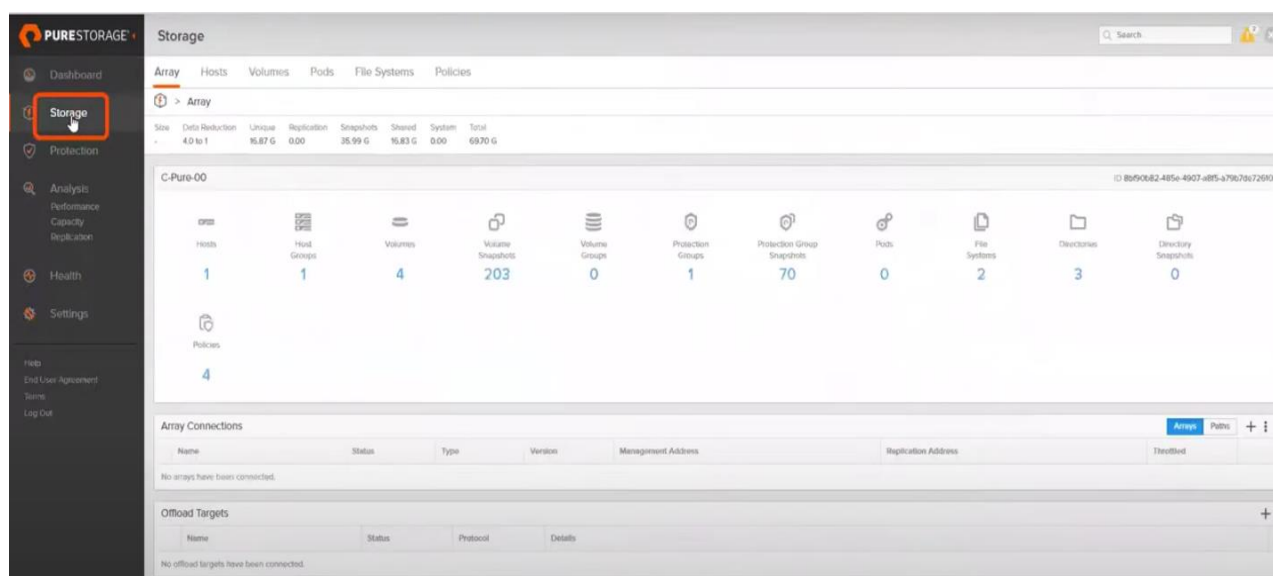 PURESTORAGE®
Storage
Search
2
Dashboard
Storage
Protection
Analysis
Performance
Capacity
Replication
Health
Settings
Help
End User Agreement
Terms
Log Out
Array Hosts Volumes Pods File Systems Policies
> Array
Size Data Reduction Unique Replication Snapshots Shared System Total
- 4.0 to 1 16.87 G 0.00 35.99 G 16.83 G 0.00 69.70 G
C-Pure-00
Hosts
1
Host
Groups
1
Volumes
4
Volume
Snapshots
203
Volume
Groups
0
Protection
Groups
1
Protection Group
Snapshots
70
Pods
0
File
Systems
2
Directories
3
Directory
Snapshots
0
Policies
4
Array Connections
Arrays Paths
Name Status Type Version Management Address Replication Address Throttled
No arrays have been connected.
Offload Targets
Name Status Protocol Details
No offload targets have been connected.